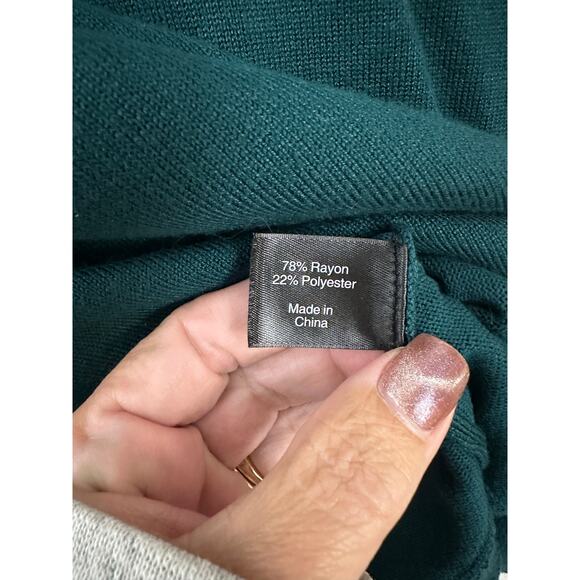 78% Rayon
22% Polyester
Made in
China